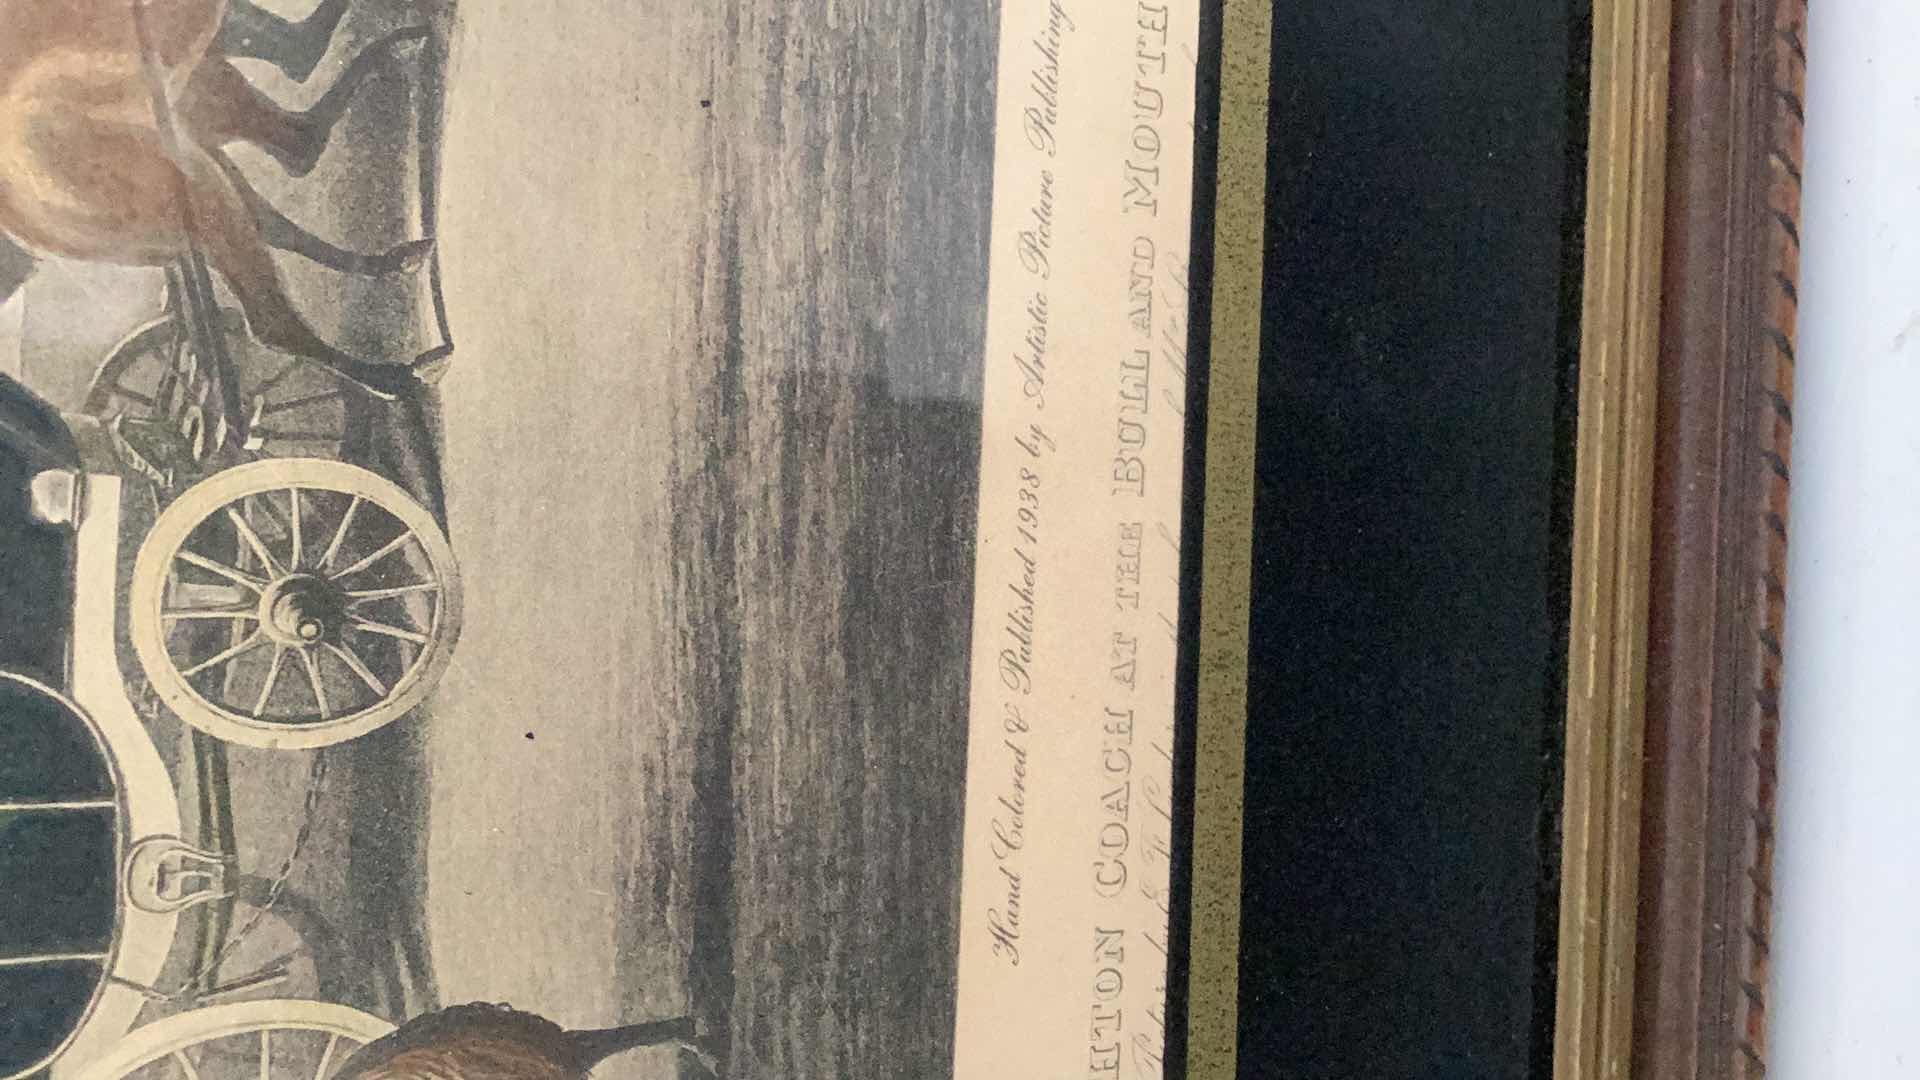 Hand Colored & Published 1938 by Artistic Picture Publishing
HTON COACH AT THE BULL AND MOUTH